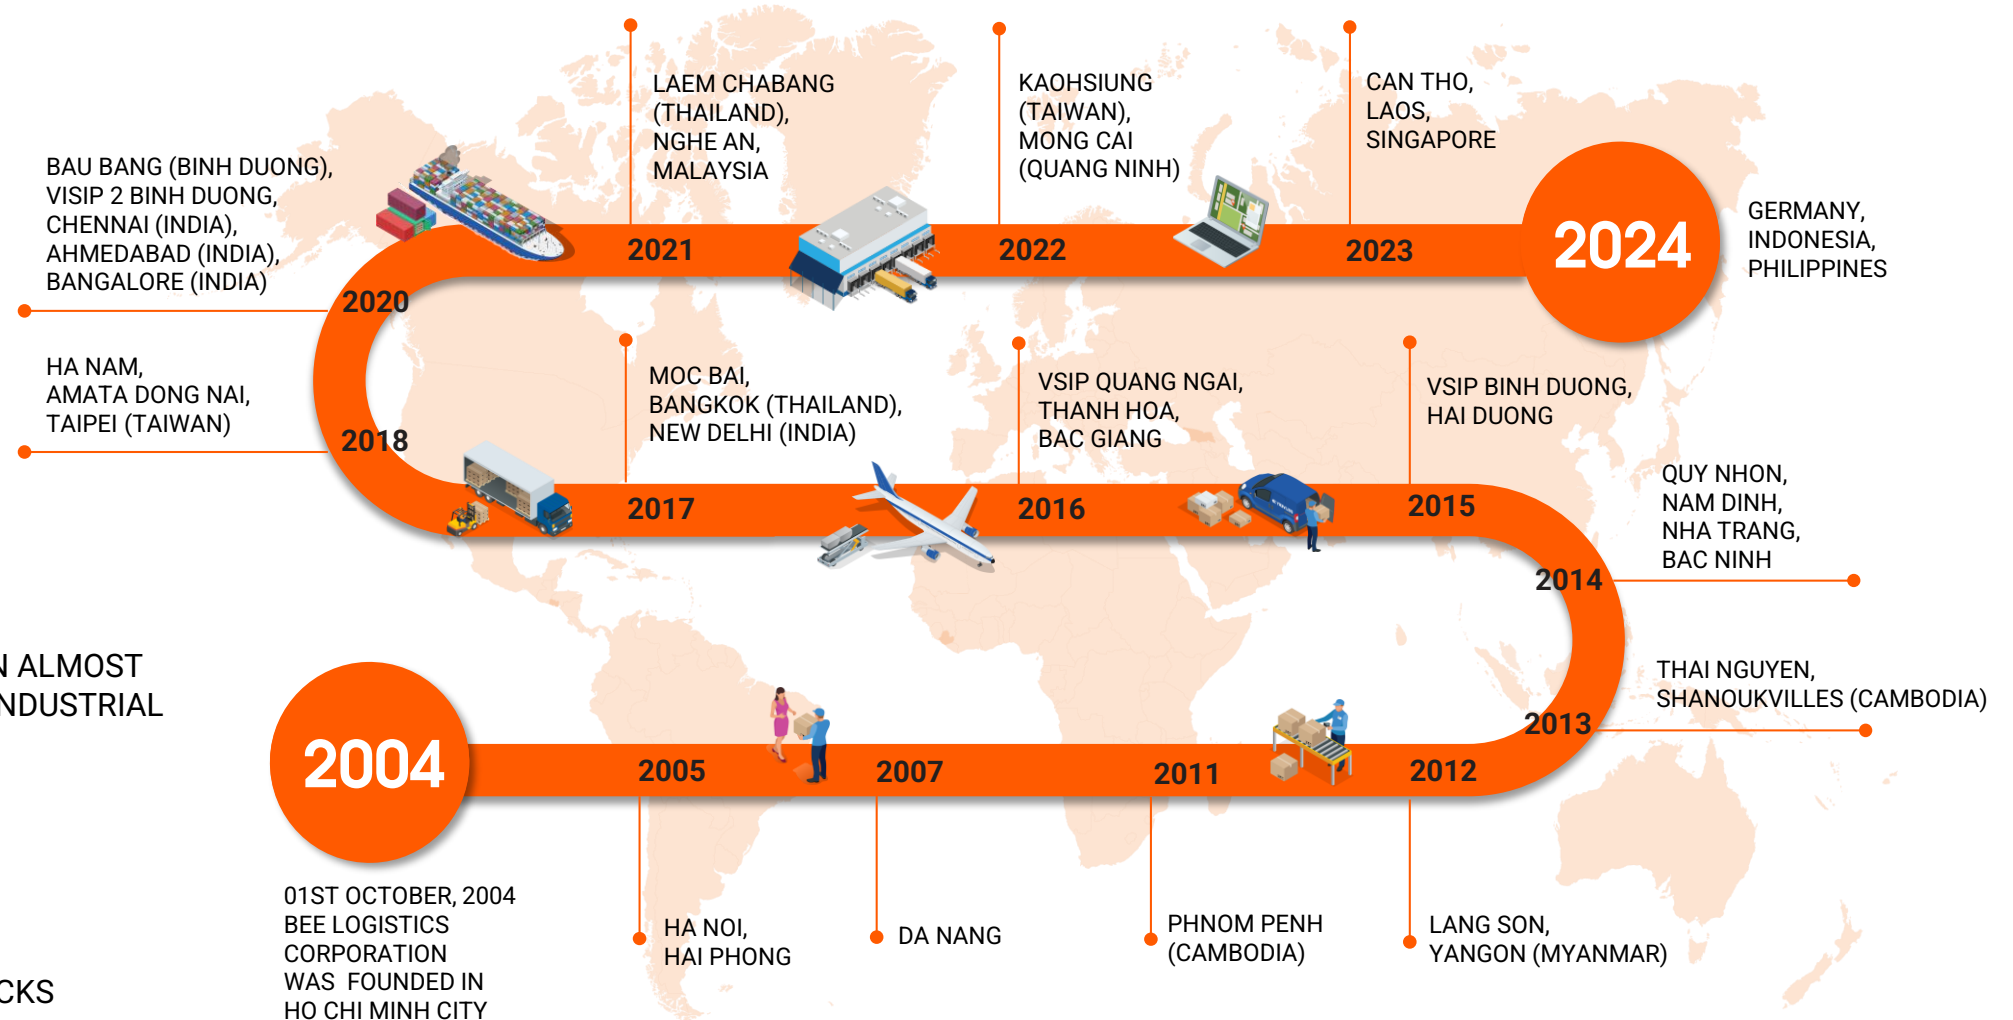 LAEM CHABANG
(THAILAND),
NGHE AN,
MALAYSIA
KAOHSIUNG
(TAIWAN),
MONG CAI
(QUANG NINH)
CAN THO,
LAOS,
SINGAPORE
BAU BANG (BINH DUONG),
VISIP 2 BINH DUONG,
CHENNAI (INDIA),
AHMEDABAD (INDIA),
BANGALORE (INDIA)
2021
2022
2023
2024
GERMANY,
INDONESIA,
PHILIPPINES
2020
HA NAM,
AMATA DONG NAI,
TAIPEI (TAIWAN)
2018
MOC BAI,
BANGKOK (THAILAND),
NEW DELHI (INDIA)
VSIP QUANG NGAI,
THANH HOA,
BAC GIANG
VSIP BINH DUONG,
HAI DUONG
2017
2016
2015
QUY NHON,
NAM DINH,
NHA TRANG,
BAC NINH
2014
THAI NGUYEN,
SHANOUKVILLES (CAMBODIA)
2013
ALMOST
NDUSTRIAL
2004
2005
2007
2011
2012
01ST OCTOBER, 2004
BEE LOGISTICS
CORPORATION
WAS FOUNDED IN
HO CHI MINH CITY
HA NOI,
HAI PHONG
DA NANG
PHNOM PENH
(CAMBODIA)
LANG SON,
YANGON (MYANMAR)
CKS